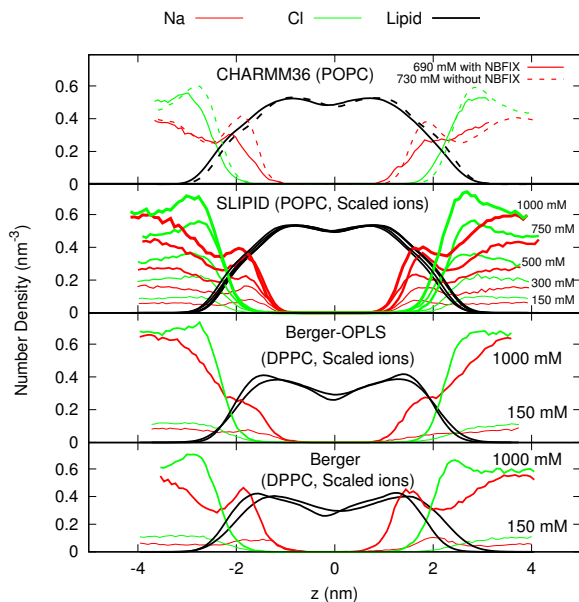 Na Cl Lipid
CHARMM36 (POPC)
690 mM with NBFIX
730 mM without NBFIX
0.6
0.4
0.2
0
SLIPID (POPC, Scaled ions)
1000 mM
750 mM
500 mM
300 mM
150 mM
0.6
0.4
0.2
0
Berger-OPLS
(DPPC, Scaled ions)
1000 mM
150 mM
0.6
0.4
0.2
0
Berger
(DPPC, Scaled ions)
1000 mM
150 mM
0.6
0.4
0.2
0
-4 -2 0 2 4
z (nm)
Number Density (nm⁻³)